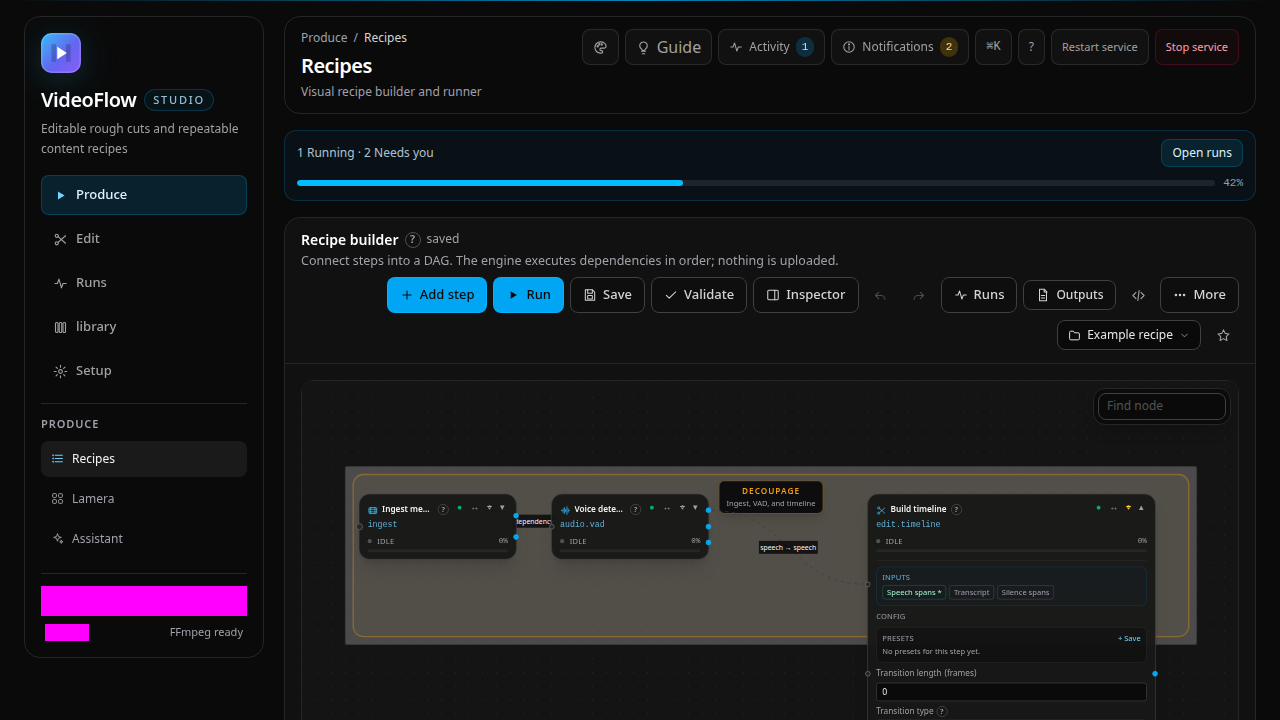 VideoFlow STUDIO
Editable rough cuts and repeatable
content recipes
Produce
Edit
Runs
library
Setup
PRODUCE
Recipes
Lamera
Assistant
FFmpeg ready
Produce / Recipes
Recipes
Visual recipe builder and runner
Guide
Activity 1
Notifications 2
⌘K
?
Restart service
Stop service
1 Running · 2 Needs you
Open runs
42%
Recipe builder ? saved
Connect steps into a DAG. The engine executes dependencies in order; nothing is uploaded.
+ Add step
Run
Save
Validate
Inspector
Runs
Outputs
More
Example recipe
Find node
DECOUPAGE
Ingest, VAD, and timeline
Ingest me... ?
ingest
IDLE 0%
dependenc
Voice dete... ?
audio.vad
IDLE 0%
speech → speech
Build timeline ?
edit.timeline
IDLE 0%
INPUTS
Speech spans * Transcript Silence spans
CONFIG
PRESETS + Save
No presets for this step yet.
Transition length (frames)
0
Transition type ?